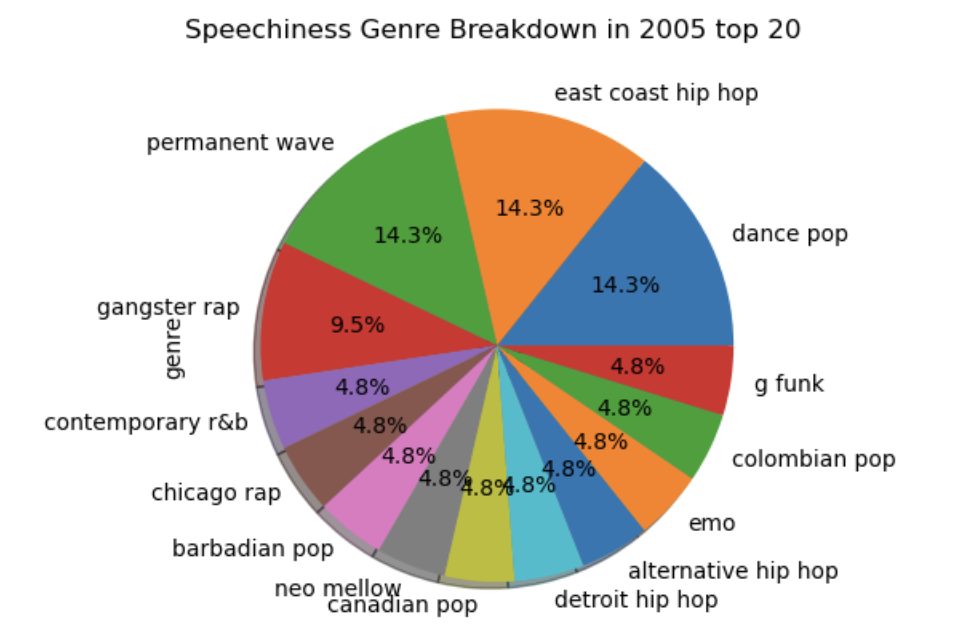 Speechiness Genre Breakdown in 2005 top 20
east coast hip hop
permanent wave
14.3%
14.3%
dance pop
14.3%
gangster rap
9.5%
genre
4.8%
g funk
4.8%
4.8%
contemporary r&b
4.8%
4.8%
colombian pop
4.8%
4.8%
4.8%
4.8%
4.8%
chicago rap
emo
barbadian pop
alternative hip hop
neo mellow
detroit hip hop
canadian pop